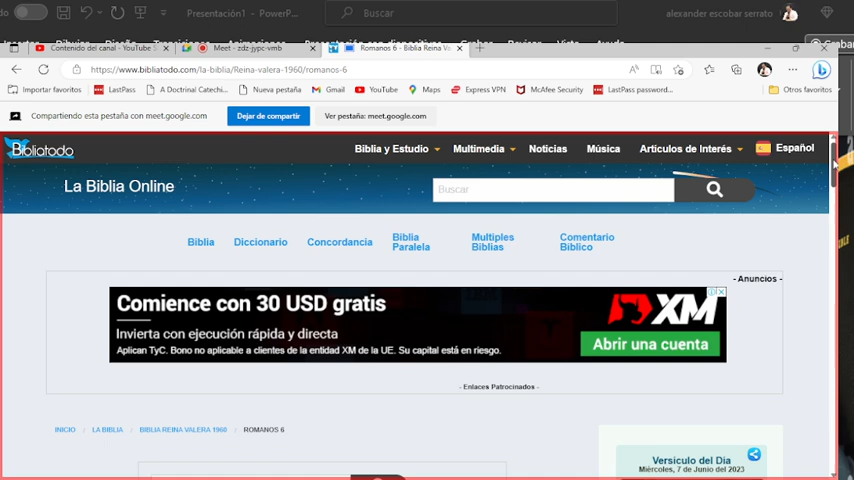 do
Presentación1 - PowerP...
Buscar
alexander escobar serrato
Contenido del canal - YouTube S
Meet - zdz-jypc-vmb
Romanos 6 - Biblia Reina Va
https://www.bibliatodo.com/la-biblia/Reina-valera-1960/romanos-6
Importar favoritos
LastPass
A Doctrinal Catechi...
Nueva pestaña
Gmail
YouTube
Maps
Express VPN
McAfee Security
LastPass password...
Otros favoritos
Compartiendo esta pestaña con meet.google.com
Dejar de compartir
Ver pestaña: meet.google.com
Bibliatodo
Biblia y Estudio
Multimedia
Noticias
Música
Artículos de Interés
Español
La Biblia Online
Buscar
Biblia
Diccionario
Concordancia
Biblia
Paralela
Multiples
Biblias
Comentario
Biblico
- Anuncios -
Comience con 30 USD gratis
Invierta con ejecución rápida y directa
Aplican TyC. Bono no aplicable a clientes de la entidad XM de la UE. Su capital está en riesgo.
XM
Abrir una cuenta
- Enlaces Patrocinados -
INICIO
LA BIBLIA
BIBLIA REINA VALERA 1960
ROMANOS 6
Versículo del Día
Miércoles, 7 de Junio del 2023